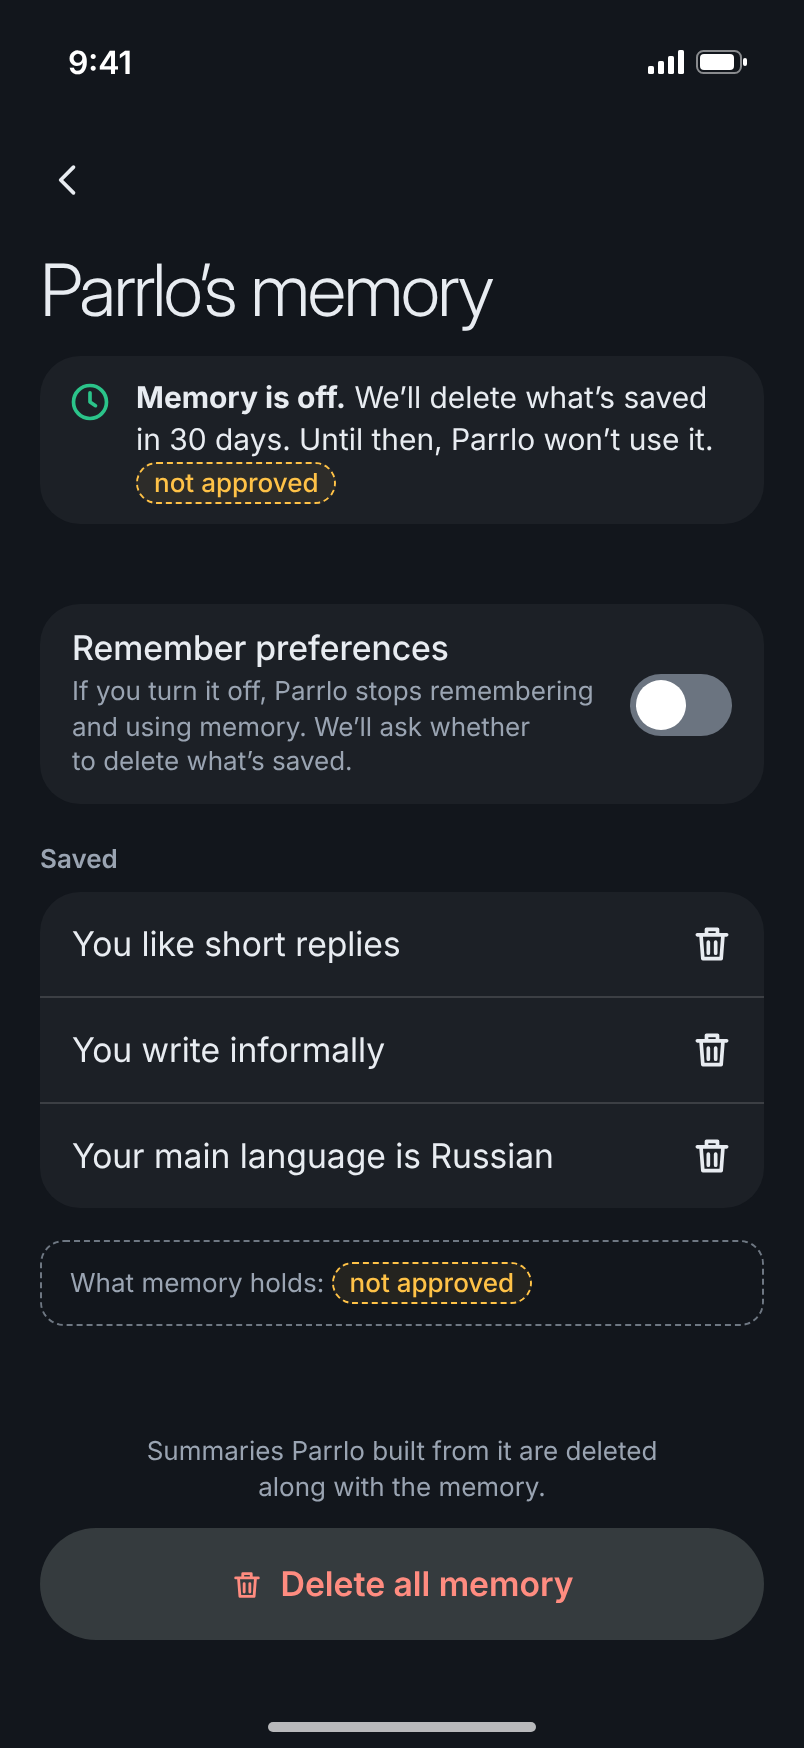 9:41
Parrlo’s memory
Memory is off. We’ll delete what’s saved
in 30 days. Until then, Parrlo won’t use it.
not approved
Remember preferences
If you turn it off, Parrlo stops remembering
and using memory. We’ll ask whether
to delete what’s saved.
Saved
You like short replies
You write informally
Your main language is Russian
What memory holds: not approved
Summaries Parrlo built from it are deleted
along with the memory.
Delete all memory